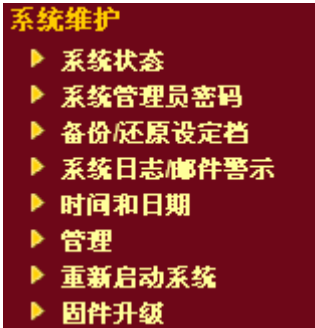 系统维护
系统状态
系统管理员密码
备份/还原设定档
系统日志/邮件警示
时间和日期
管理
重新启动系统
固件升级